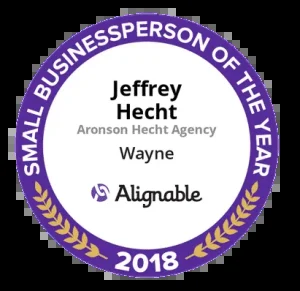 SMALL BUSINESSPERSON OF THE YEAR
Jeffrey
Hecht
Aronson Hecht Agency
Wayne
Alignable
2018